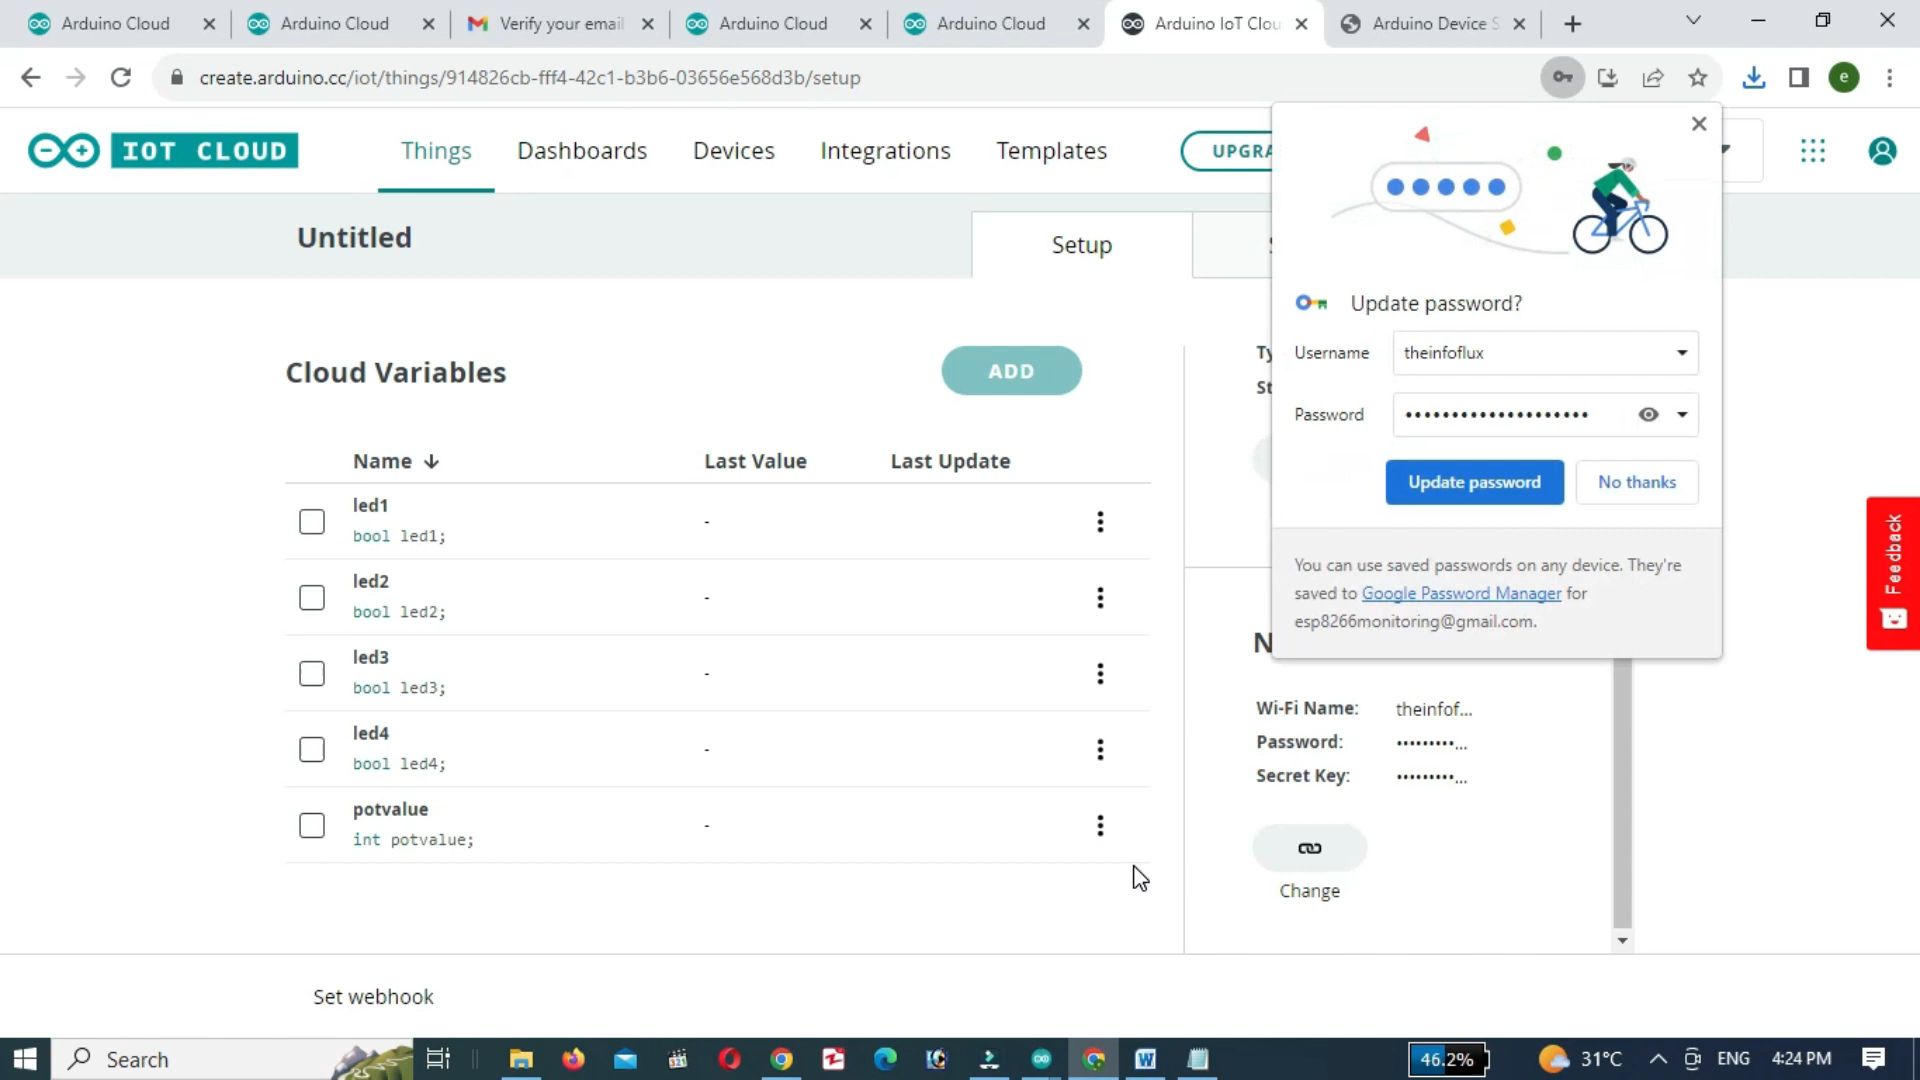 Arduino Cloud
Arduino Cloud
Verify your email
Arduino Cloud
Arduino Cloud
Arduino IoT Clou
Arduino Device S
create.arduino.cc/iot/things/914826cb-fff4-42c1-b3b6-03656e568d3b/setup
e
IOT CLOUD
Things
Dashboards
Devices
Integrations
Templates
UPGRA
Untitled
Setup
Cloud Variables
ADD
Name
Last Value
Last Update
led1
bool led1;
-
led2
bool led2;
-
led3
bool led3;
-
led4
bool led4;
-
potvalue
int potvalue;
-
Set webhook
Ty
St
Update password?
Username
theinfoflux
Password
••••••••••••••••••••
Update password
No thanks
You can use saved passwords on any device. They're
saved to Google Password Manager for
esp8266monitoring@gmail.com.
N
Wi-Fi Name:
theinfof...
Password:
•••••••••...
Secret Key:
•••••••••...
Change
Feedback
Search
46.2%
31°C
ENG
4:24 PM